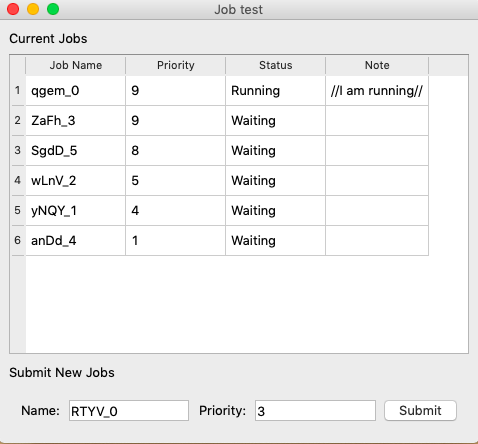 Job test
Current Jobs
Job Name Priority Status Note
1 qgem_0 9 Running //I am running//
2 ZaFh_3 9 Waiting
3 SgdD_5 8 Waiting
4 wLnV_2 5 Waiting
5 yNQY_1 4 Waiting
6 anDd_4 1 Waiting
Submit New Jobs
Name: RTYV_0 Priority: 3 Submit